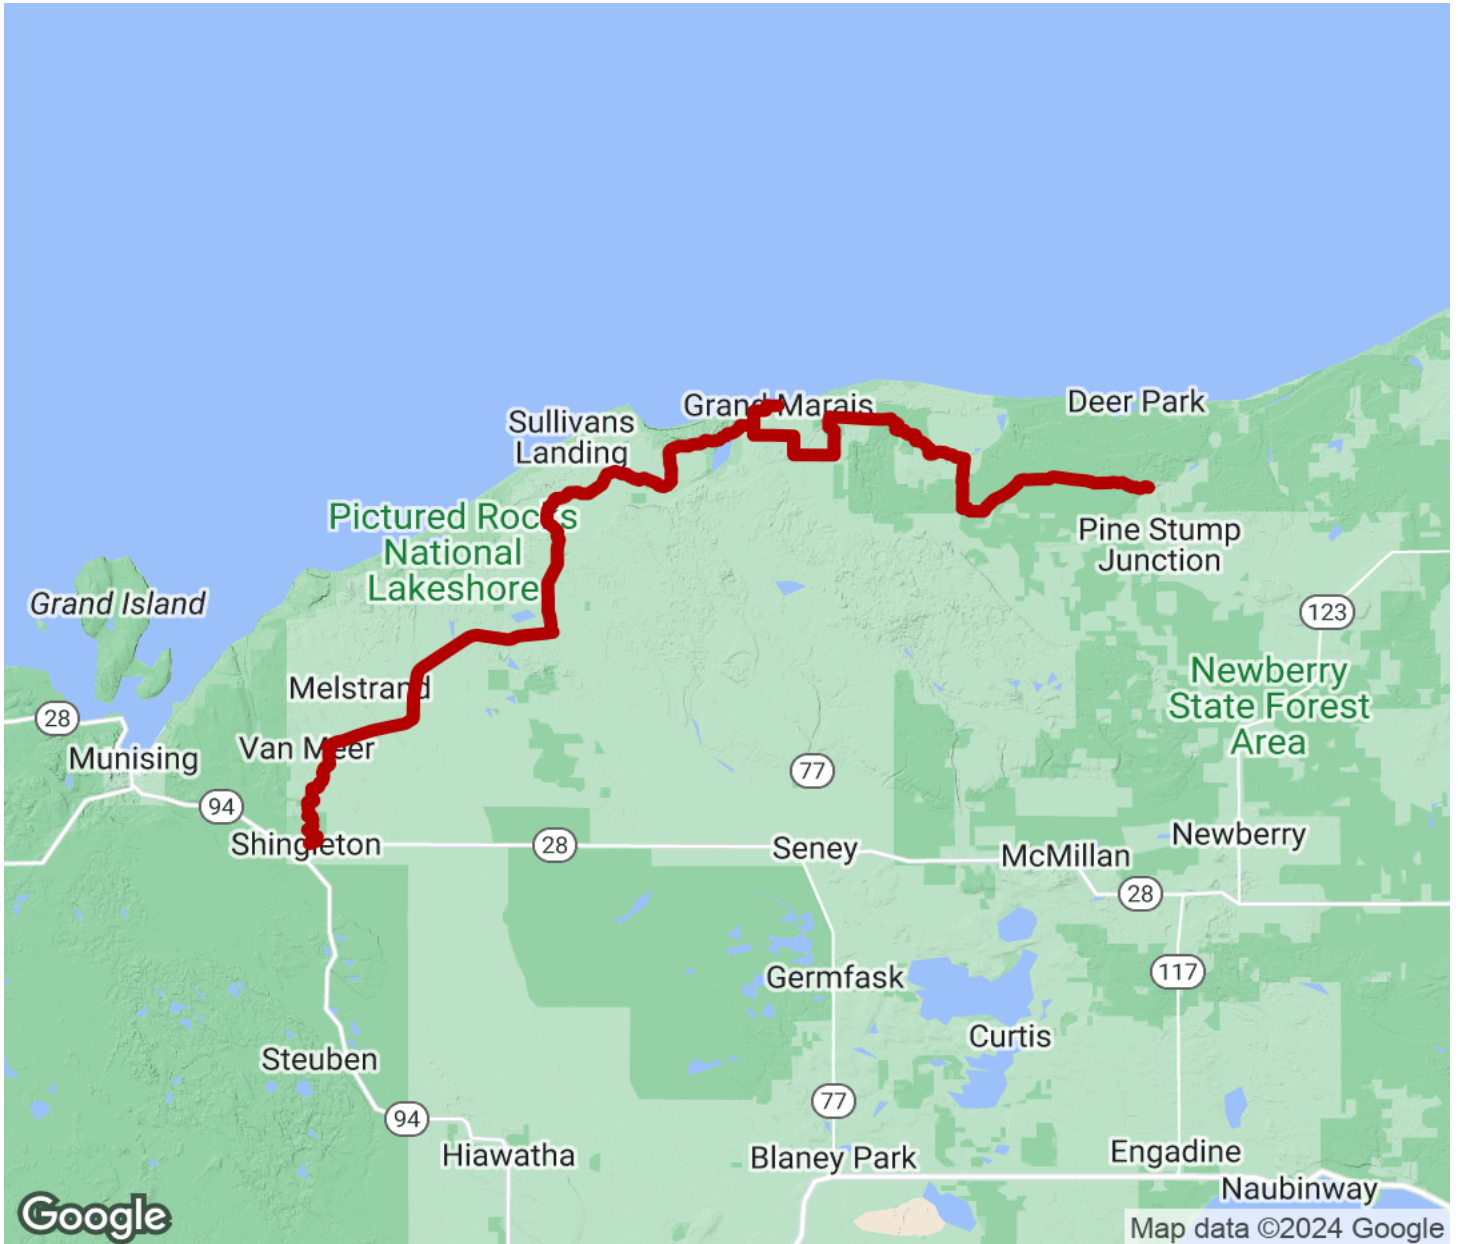 Grand Marais
Deer Park
Sullivans
Landing
Pictured Rocks
National
Lakeshore
Pine Stump
Junction
Grand Island
123
Newberry
State Forest
Area
Melstrand
28
Van Meer
Munising
77
94
Shingleton
28
Seney
McMillan
Newberry
28
117
Germfask
Curtis
Steuben
77
94
Hiawatha
Blaney Park
Engadine
Naubinway
Google
Map data ©2024 Google